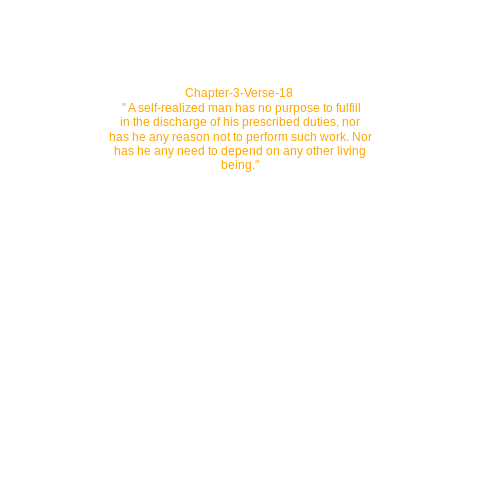 Chapter-3-Verse-18
" A self-realized man has no purpose to fulfill
in the discharge of his prescribed duties, nor
has he any reason not to perform such work. Nor
has he any need to depend on any other living
being."